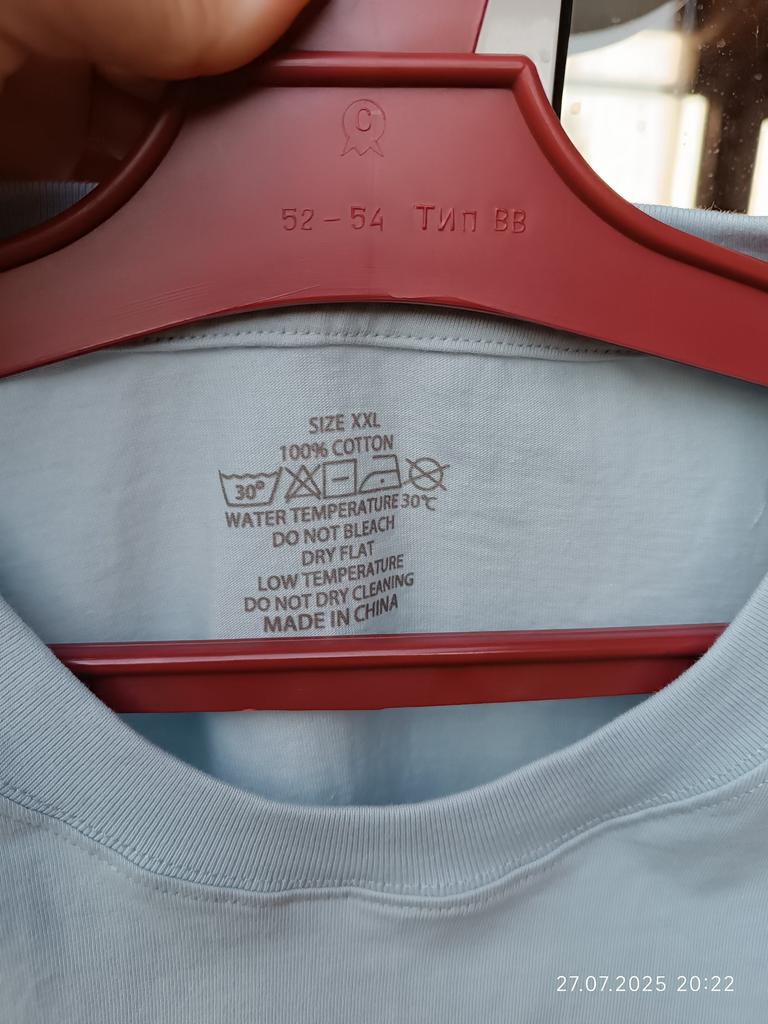 C
52-54 Тип ВВ
SIZE XXL
100% COTTON
30°
WATER TEMPERATURE 30℃
DO NOT BLEACH
DRY FLAT
LOW TEMPERATURE
DO NOT DRY CLEANING
MADE IN CHINA
27.07.2025 20:22